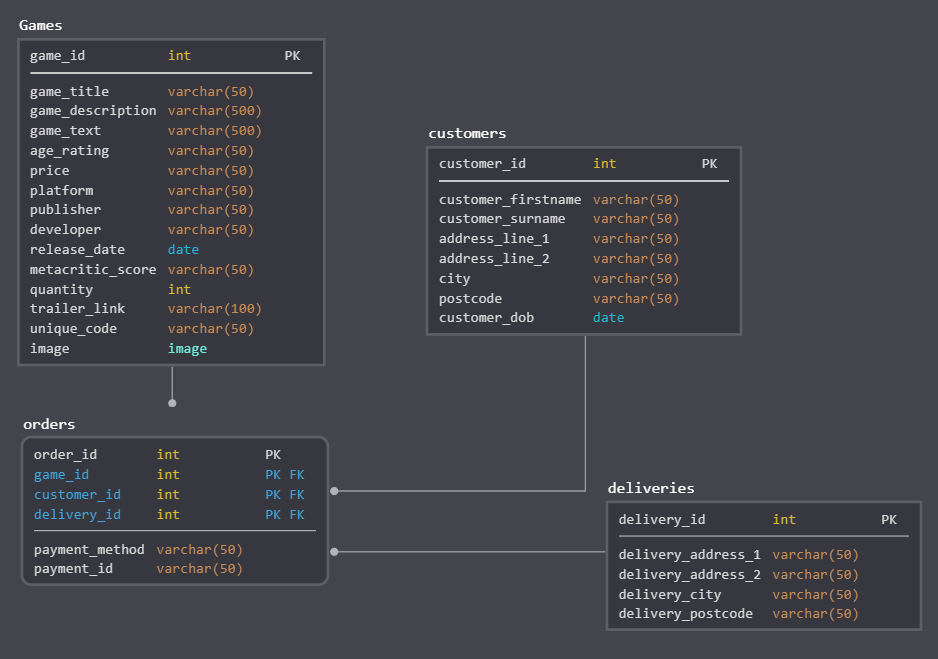 Games
game_id int PK
game_title varchar(50)
game_description varchar(500)
game_text varchar(500)
age_rating varchar(50)
price varchar(50)
platform varchar(50)
publisher varchar(50)
developer varchar(50)
release_date date
metacritic_score varchar(50)
quantity int
trailer_link varchar(100)
unique_code varchar(50)
image image
customers
customer_id int PK
customer_firstname varchar(50)
customer_surname varchar(50)
address_line_1 varchar(50)
address_line_2 varchar(50)
city varchar(50)
postcode varchar(50)
customer_dob date
orders
order_id int PK
game_id int PK FK
customer_id int PK FK
delivery_id int PK FK
payment_method varchar(50)
payment_id varchar(50)
deliveries
delivery_id int PK
delivery_address_1 varchar(50)
delivery_address_2 varchar(50)
delivery_city varchar(50)
delivery_postcode varchar(50)